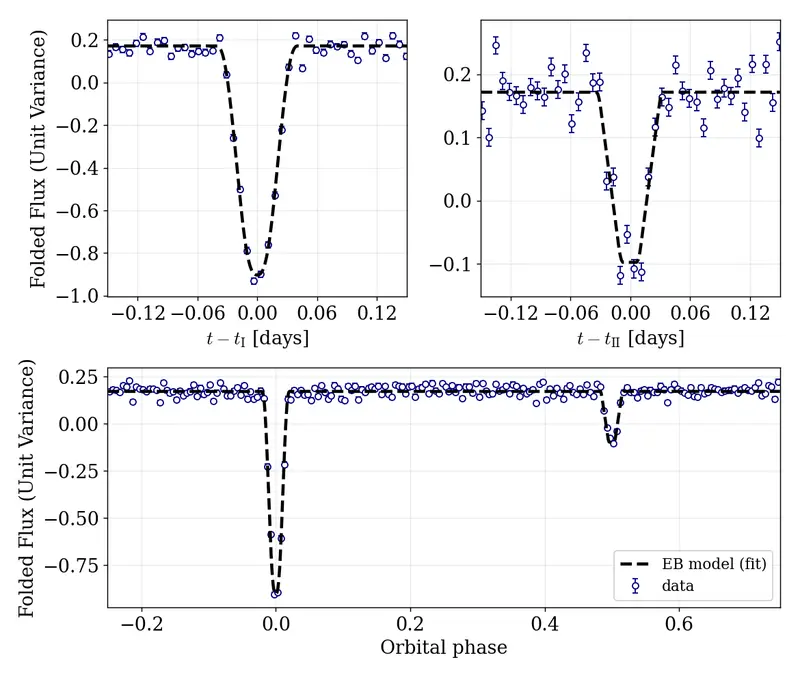 Folded Flux (Unit Variance)
0.2
0.0
−0.2
−0.4
−0.6
−0.8
−1.0
−0.12 −0.06 0.00 0.06 0.12
t − tI [days]
0.2
0.1
0.0
−0.1
−0.12 −0.06 0.00 0.06 0.12
t − tII [days]
Folded Flux (Unit Variance)
0.25
0.00
−0.25
−0.50
−0.75
EB model (fit)
data
−0.2 0.0 0.2 0.4 0.6
Orbital phase